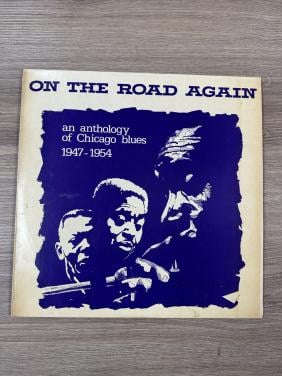 ON THE ROAD AGAIN
an anthology
of Chicago blues
1947-1954